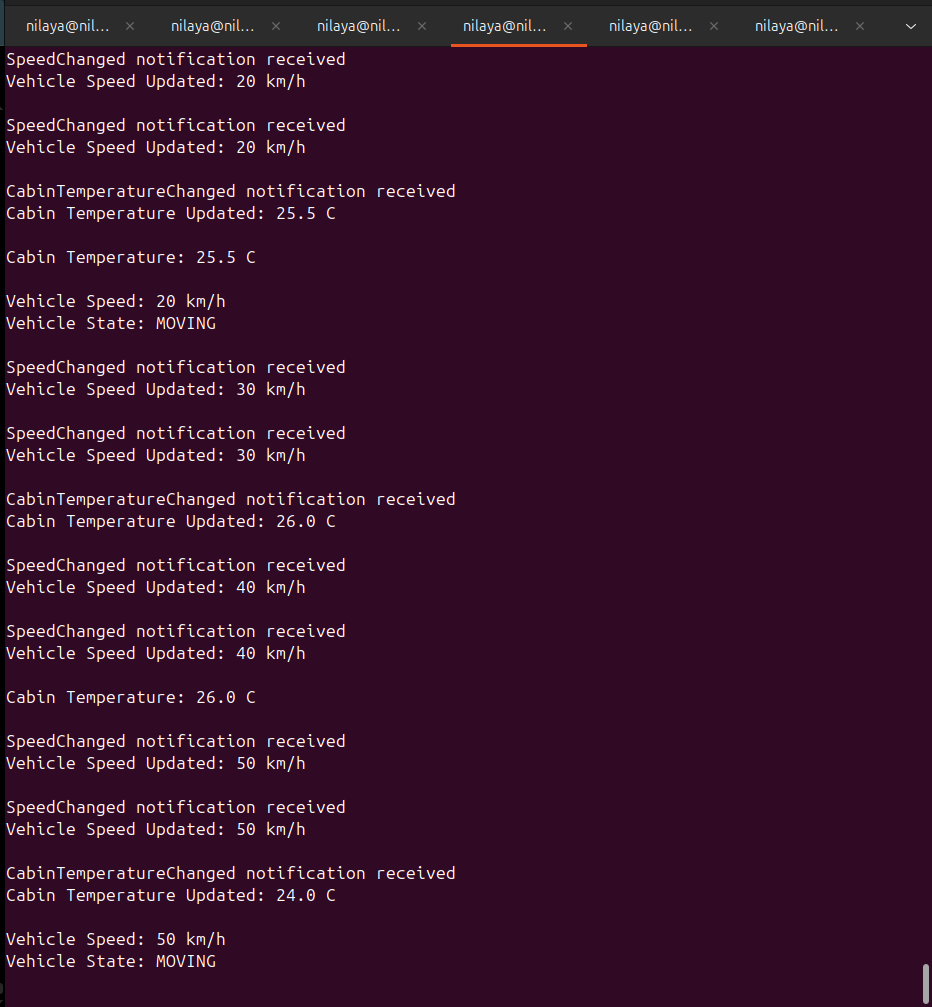 nilaya@nil... × nilaya@nil... × nilaya@nil... × nilaya@nil... × nilaya@nil... × nilaya@nil... ×
SpeedChanged notification received
Vehicle Speed Updated: 20 km/h
SpeedChanged notification received
Vehicle Speed Updated: 20 km/h
CabinTemperatureChanged notification received
Cabin Temperature Updated: 25.5 C
Cabin Temperature: 25.5 C
Vehicle Speed: 20 km/h
Vehicle State: MOVING
SpeedChanged notification received
Vehicle Speed Updated: 30 km/h
SpeedChanged notification received
Vehicle Speed Updated: 30 km/h
CabinTemperatureChanged notification received
Cabin Temperature Updated: 26.0 C
SpeedChanged notification received
Vehicle Speed Updated: 40 km/h
SpeedChanged notification received
Vehicle Speed Updated: 40 km/h
Cabin Temperature: 26.0 C
SpeedChanged notification received
Vehicle Speed Updated: 50 km/h
SpeedChanged notification received
Vehicle Speed Updated: 50 km/h
CabinTemperatureChanged notification received
Cabin Temperature Updated: 24.0 C
Vehicle Speed: 50 km/h
Vehicle State: MOVING